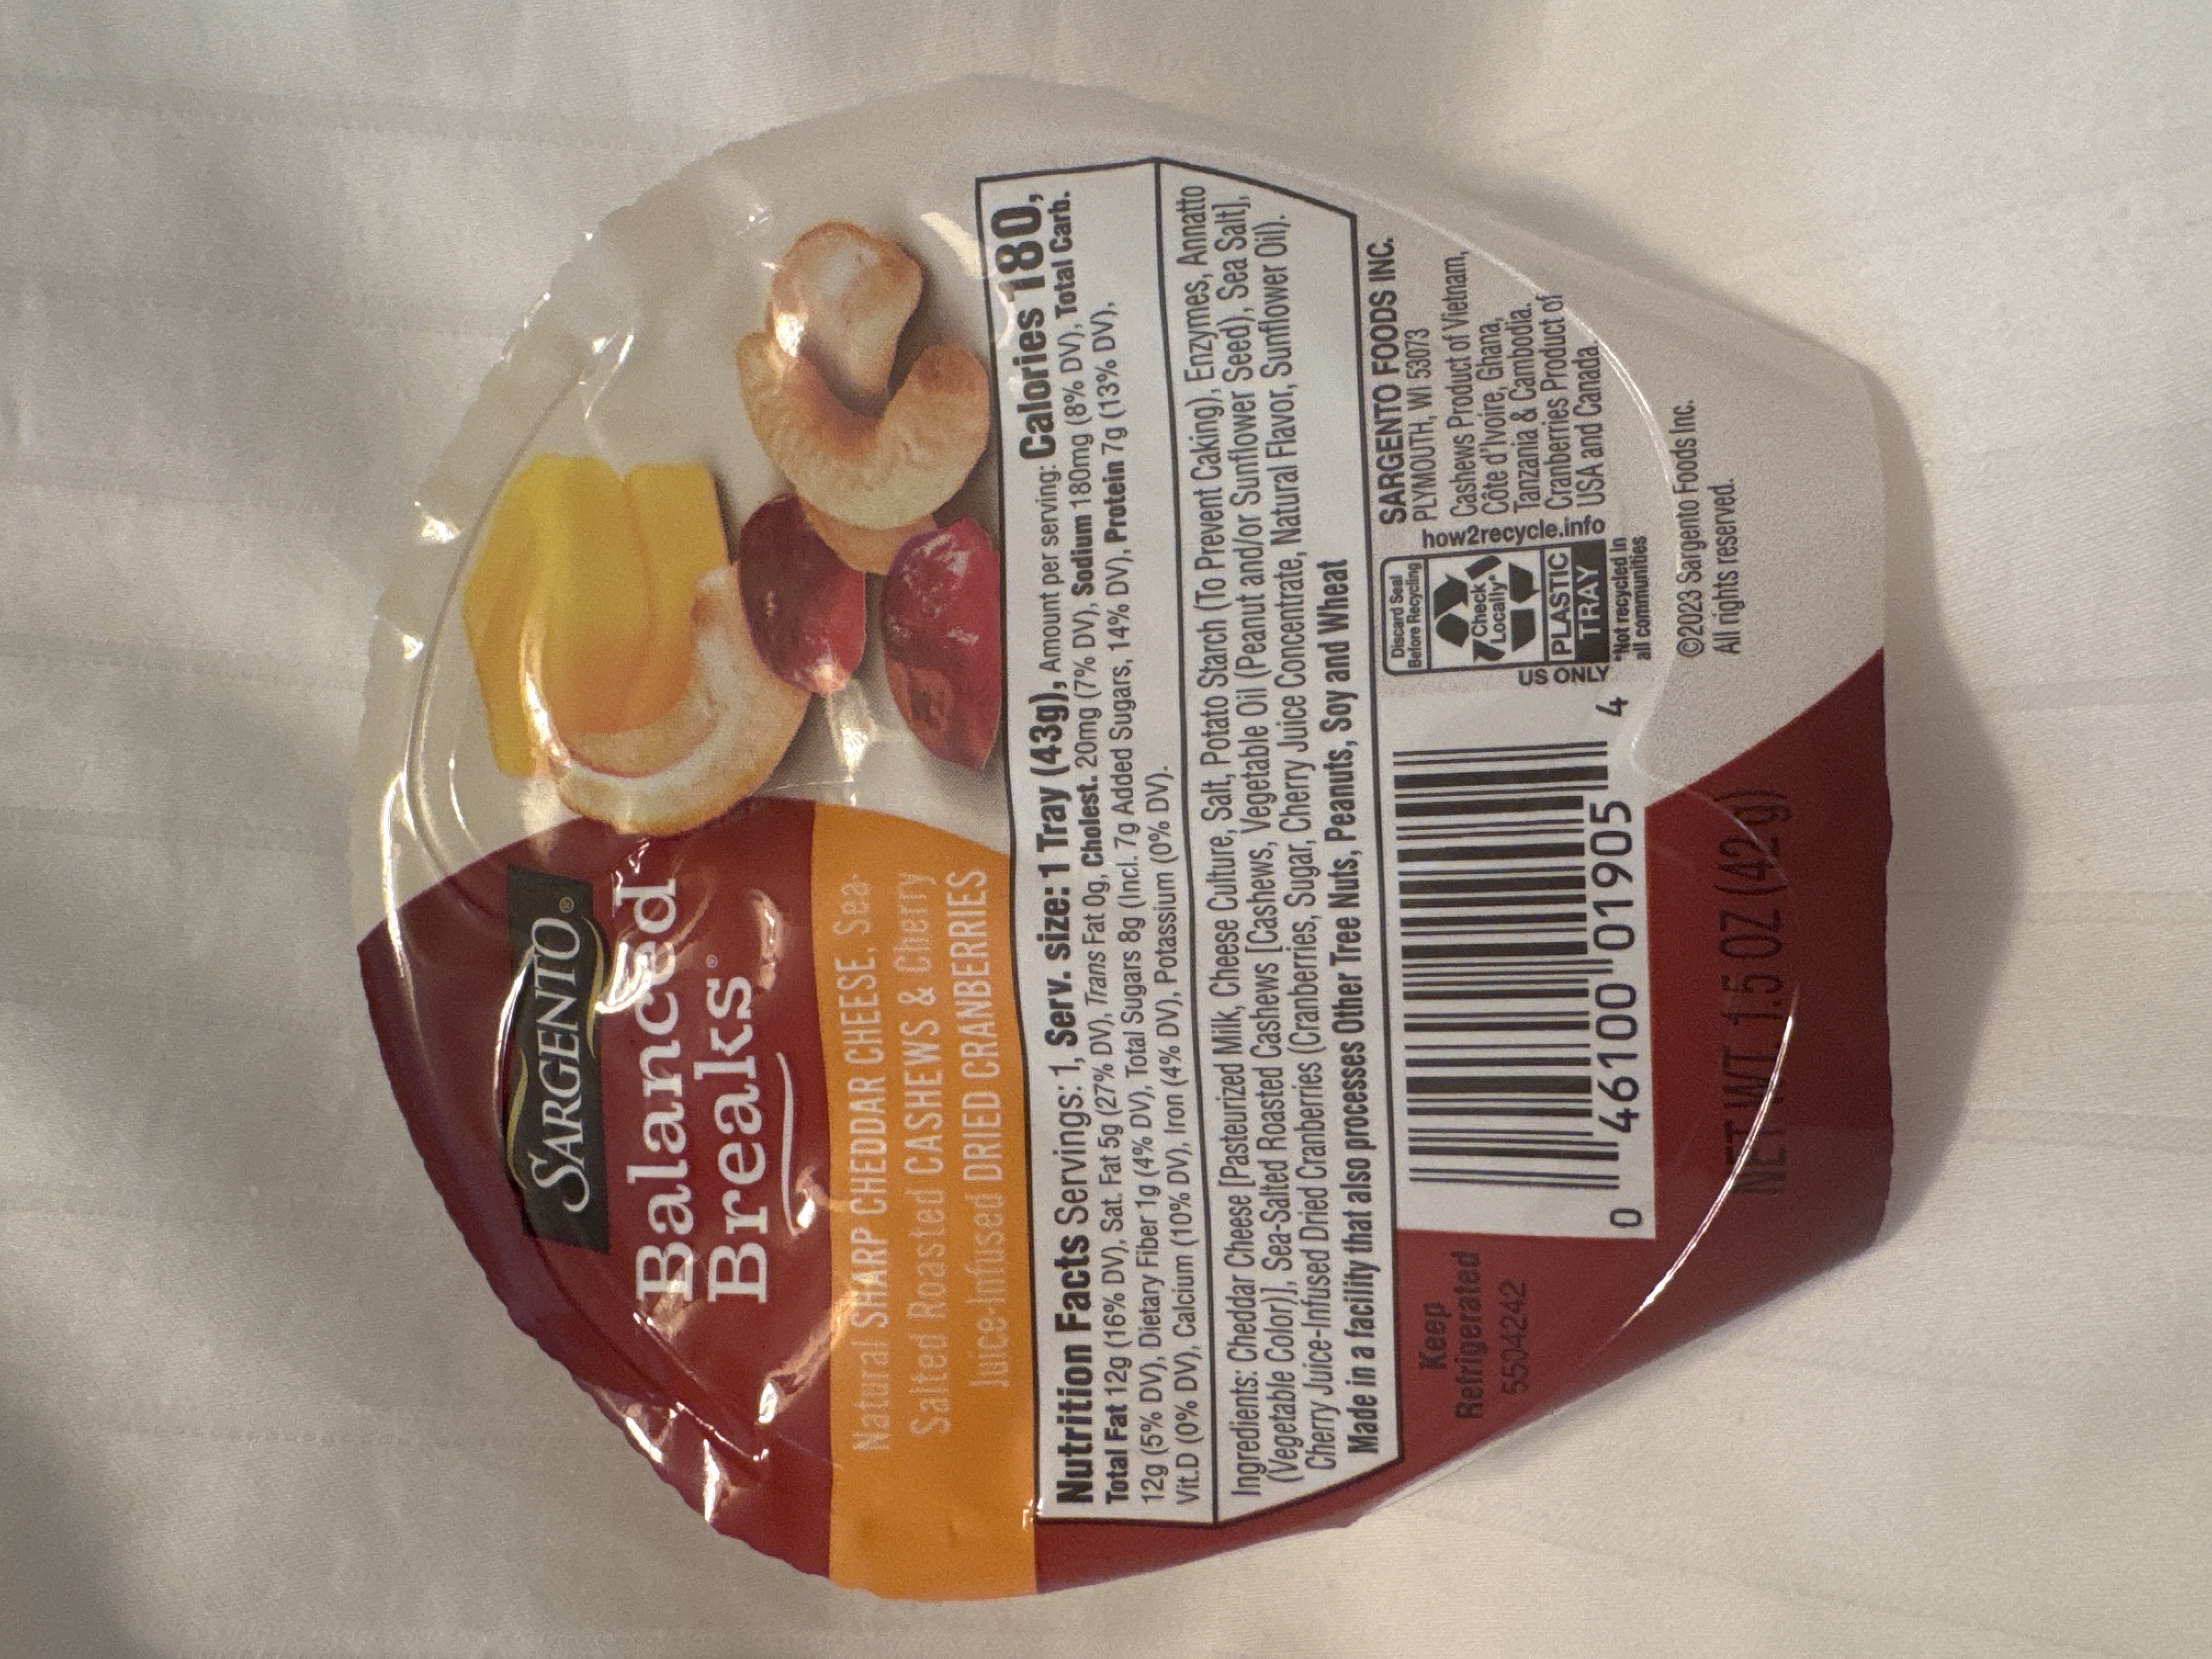 SARGENTO®
Balanced
Breaks®
Natural SHARP CHEDDAR CHEESE, Sea-
Salted Roasted CASHEWS & Cherry
Juice-Infused DRIED CRANBERRIES
Nutrition Facts Servings: 1, Serv. size: 1 Tray (43g), Amount per serving: Calories 180,
Total Fat 12g (16% DV), Sat. Fat 5g (27% DV), Trans Fat 0g, Cholest. 20mg (7% DV), Sodium 180mg (8% DV), Total Carb.
12g (5% DV), Dietary Fiber 1g (4% DV), Total Sugars 8g (Incl. 7g Added Sugars, 14% DV), Protein 7g (13% DV),
Vit.D (0% DV), Calcium (10% DV), Iron (4% DV), Potassium (0% DV).
Ingredients: Cheddar Cheese [Pasteurized Milk, Cheese Culture, Salt, Potato Starch (To Prevent Caking), Enzymes, Annatto
(Vegetable Color)], Sea-Salted Roasted Cashews [Cashews, Vegetable Oil (Peanut and/or Sunflower Seed), Sea Salt],
Cherry Juice-Infused Dried Cranberries (Cranberries, Sugar, Cherry Juice Concentrate, Natural Flavor, Sunflower Oil).
Made in a facility that also processes Other Tree Nuts, Peanuts, Soy and Wheat
Keep
Refrigerated
5504242
0 46100 01905 4
Discard Seal
Before Recycling
Check
Locally*
PLASTIC
TRAY
US ONLY
*Not recycled in
all communities
how2recycle.info
SARGENTO FOODS INC.
PLYMOUTH, WI 53073
Cashews Product of Vietnam,
Côte d'Ivoire, Ghana,
Tanzania & Cambodia.
Cranberries Product of
USA and Canada.
©2023 Sargento Foods Inc.
All rights reserved.
NET WT. 1.5 OZ (42 g)